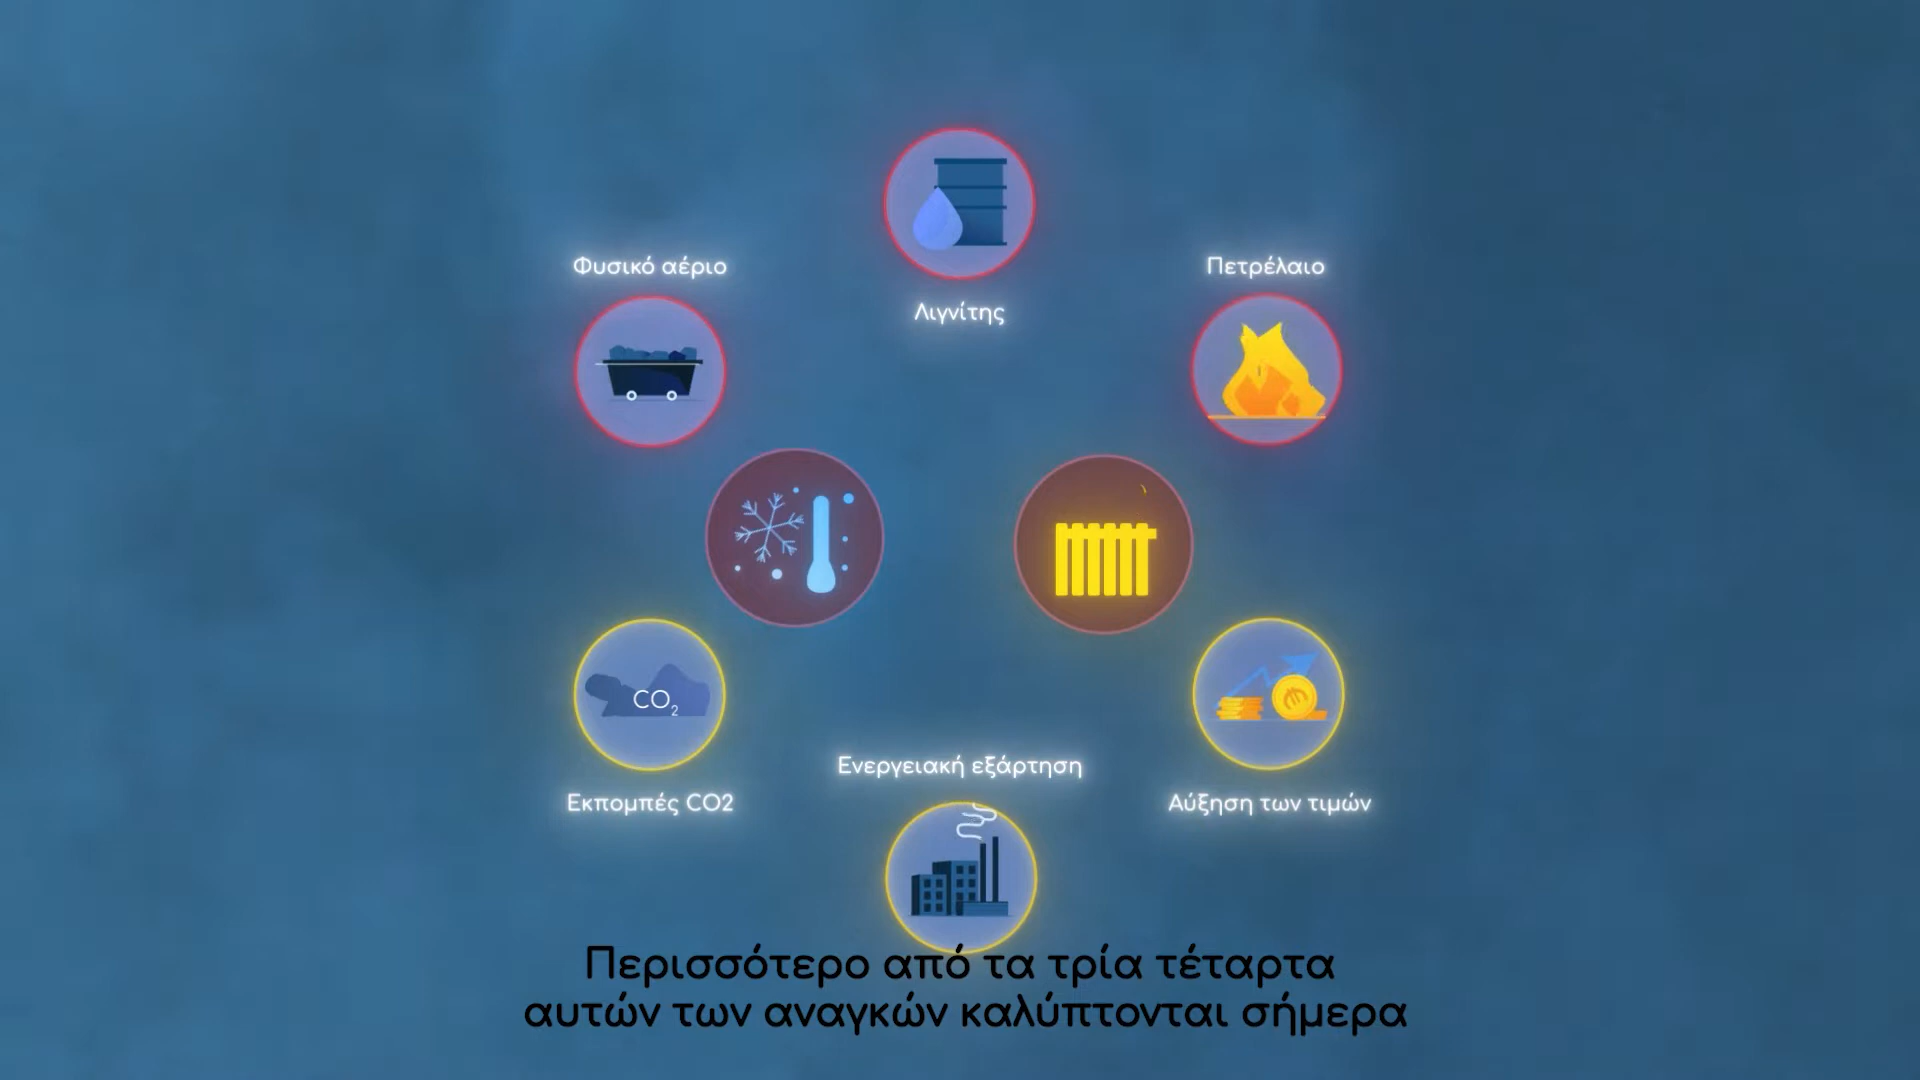 Φυσικό αέριο
Λιγνίτης
Πετρέλαιο
CO₂
Εκπομπές CO2
Ενεργειακή εξάρτηση
Αύξηση των τιμών
Περισσότερο από τα τρία τέταρτα
αυτών των αναγκών καλύπτονται σήμερα